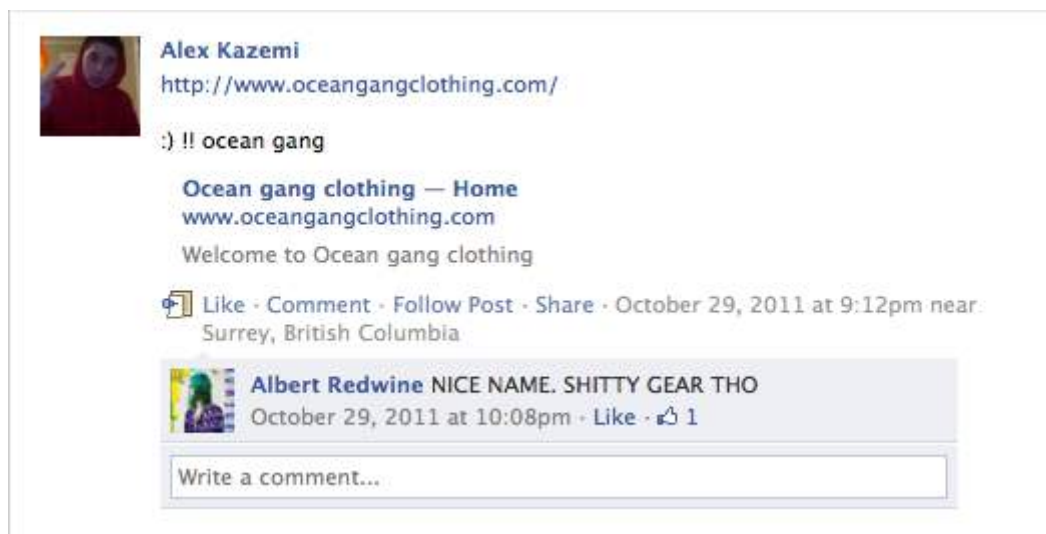 Alex Kazemi
http://www.oceangangclothing.com/
:) !! ocean gang
Ocean gang clothing — Home
www.oceangangclothing.com
Welcome to Ocean gang clothing
Like · Comment · Follow Post · Share · October 29, 2011 at 9:12pm near
Surrey, British Columbia
Albert Redwine NICE NAME. SHITTY GEAR THO
October 29, 2011 at 10:08pm · Like · 1
Write a comment...